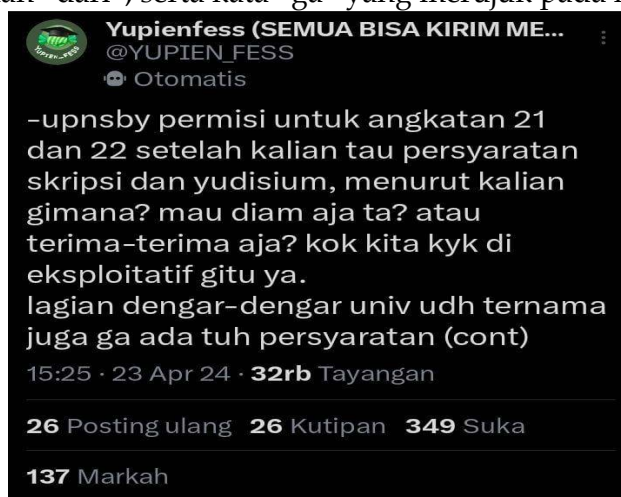 dan
, serta kata "ga" yang merujuk pada
Yupienfess (SEMUA BISA KIRIM ME...
@YUPIEN_FESS
Otomatis
-upnsby permisi untuk angkatan 21
dan 22 setelah kalian tau persyaratan
skripsi dan yudisium, menurut kalian
gimana? mau diam aja ta? atau
terima-terima aja? kok kita kyk di
eksploitatif gitu ya.
lagian dengar-dengar univ udh ternama
juga ga ada tuh persyaratan (cont)
15:25 · 23 Apr 24 · 32rb Tayangan
26 Posting ulang 26 Kutipan 349 Suka
137 Markah